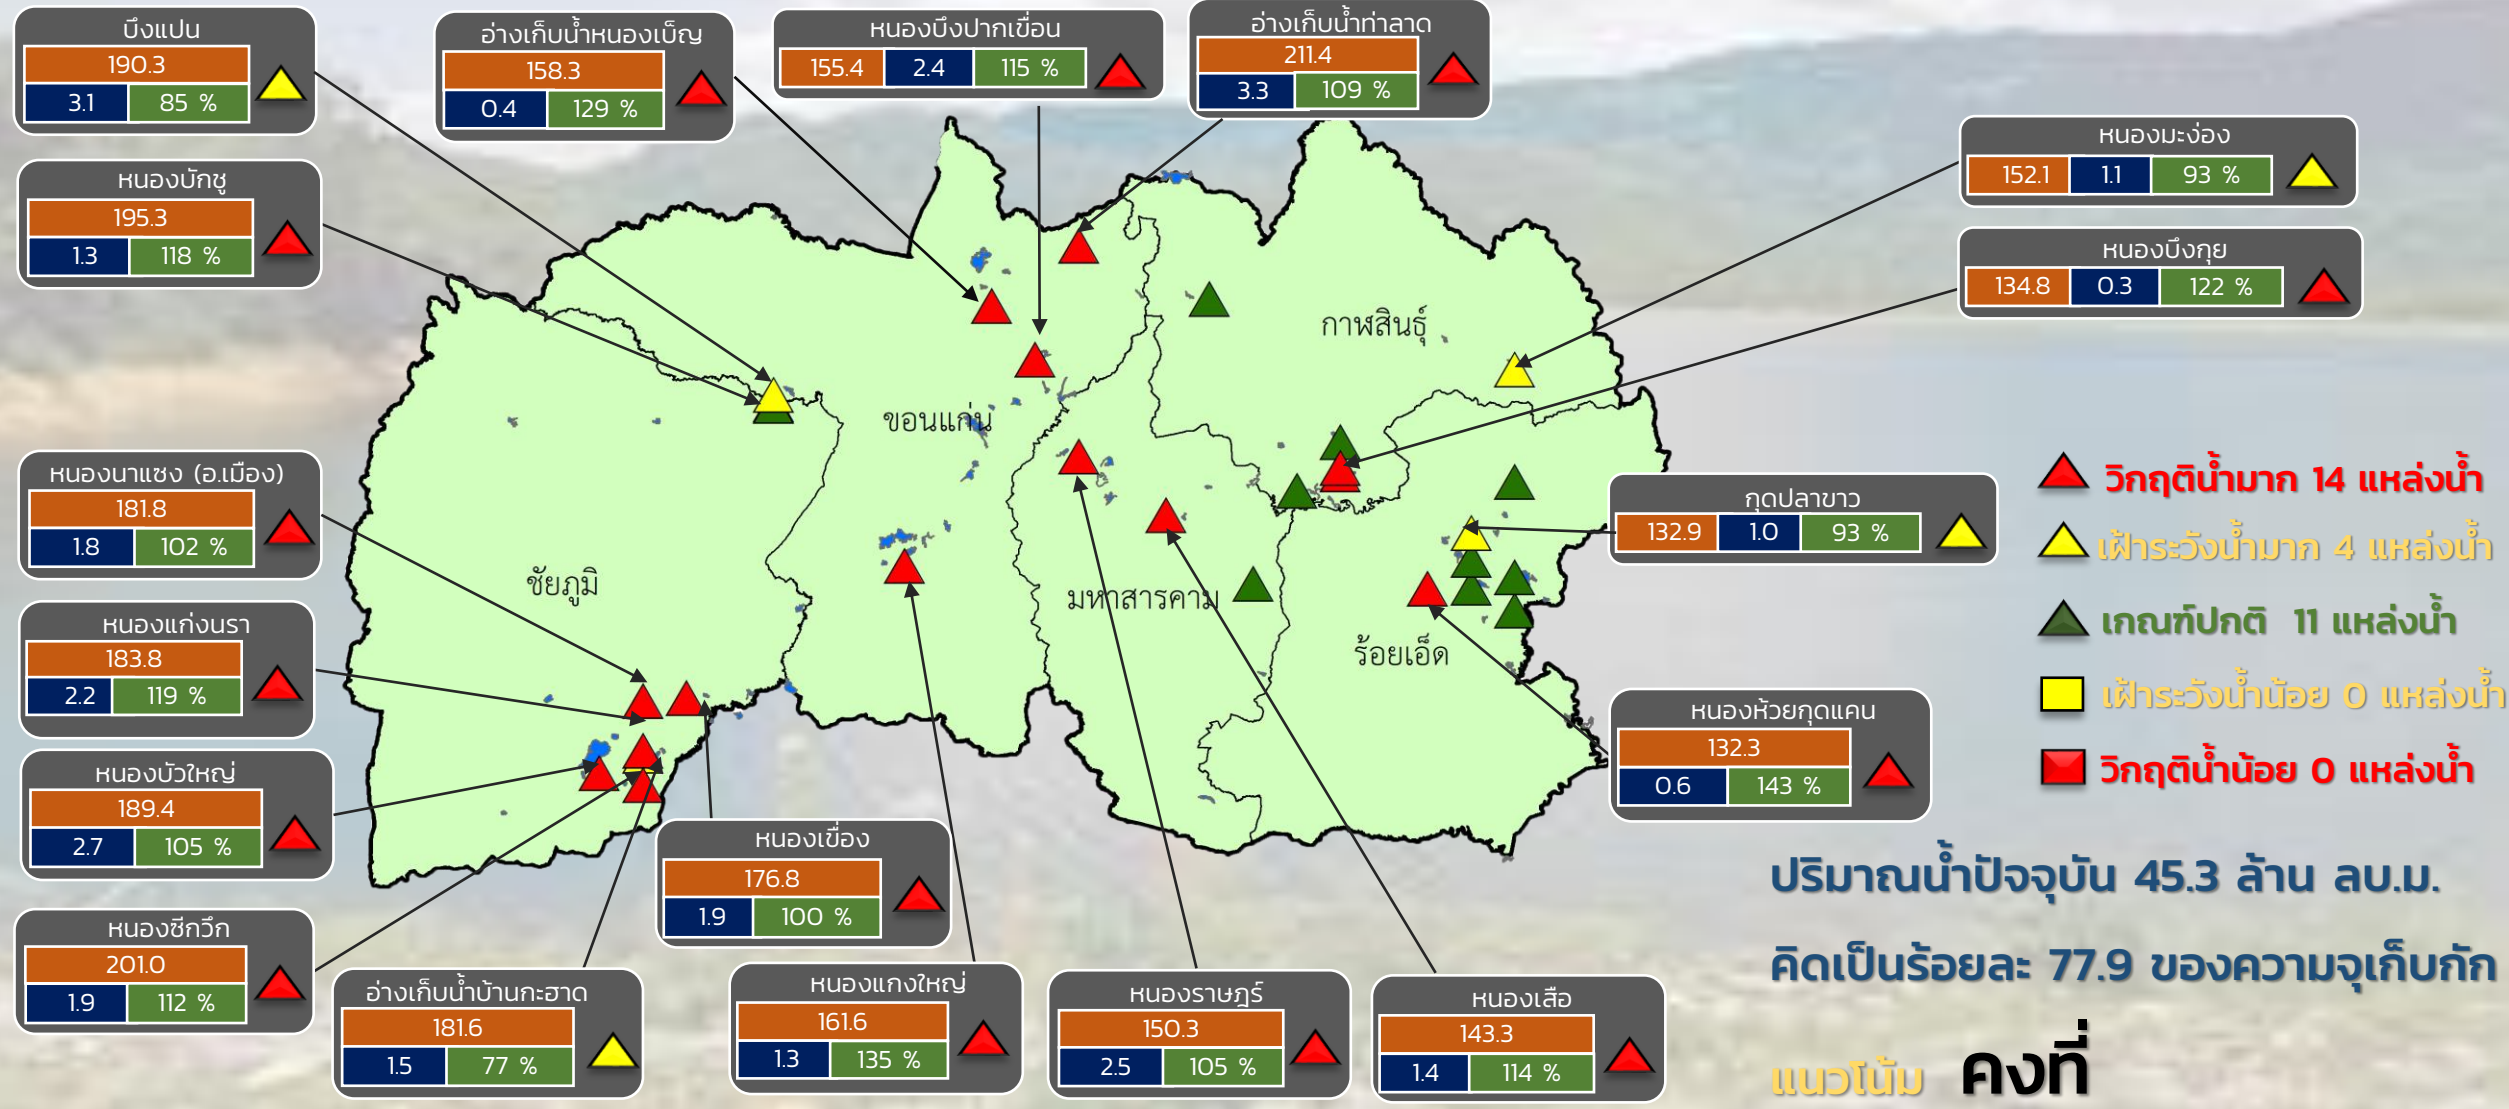 บึงแปน
190.3
3.1 85 %
อ่างเก็บน้ำหนองเบ็ญ
158.3
0.4 129 %
หนองบึงปากเขื่อน
155.4 2.4 115 %
อ่างเก็บน้ำท่าลาด
211.4
3.3 109 %
หนองมะง่อง
152.1 1.1 93 %
หนองบักชู
195.3
1.3 118 %
หนองบึงกุย
134.8 0.3 122 %
กาฬสินธุ์
ขอนแก่น
ชัยภูมิ
มหาสารคาม
ร้อยเอ็ด
หนองนาแซง (อ.เมือง)
181.8
1.8 102 %
กุดปลาขาว
132.9 1.0 93 %
วิกฤติน้ำมาก 14 แหล่งน้ำ
เฝ้าระวังน้ำมาก 4 แหล่งน้ำ
เกณฑ์ปกติ 11 แหล่งน้ำ
เฝ้าระวังน้ำน้อย 0 แหล่งน้ำ
วิกฤติน้ำน้อย 0 แหล่งน้ำ
หนองแก่งนรา
183.8
2.2 119 %
หนองห้วยกุดแคน
132.3
0.6 143 %
หนองบัวใหญ่
189.4
2.7 105 %
หนองเขื่อง
176.8
1.9 100 %
หนองซีกวึก
201.0
1.9 112 %
อ่างเก็บน้ำบ้านกะฮาด
181.6
1.5 77 %
หนองแกงใหญ่
161.6
1.3 135 %
หนองราษฎร์
150.3
2.5 105 %
หนองเสือ
143.3
1.4 114 %
ปริมาณน้ำปัจจุบัน 45.3 ล้าน ลบ.ม.
คิดเป็นร้อยละ 77.9 ของความจุเก็บกัก
แนวโน้ม คงที่